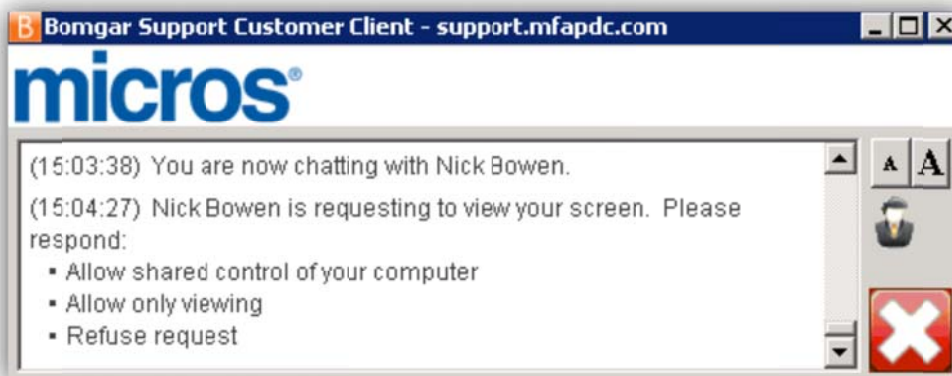 B Bomgar Support Customer Client - support.mfapdc.com
micros®
(15:03:38) You are now chatting with Nick Bowen.
(15:04:27) Nick Bowen is requesting to view your screen. Please
respond:
▪ Allow shared control of your computer
▪ Allow only viewing
▪ Refuse request
A A